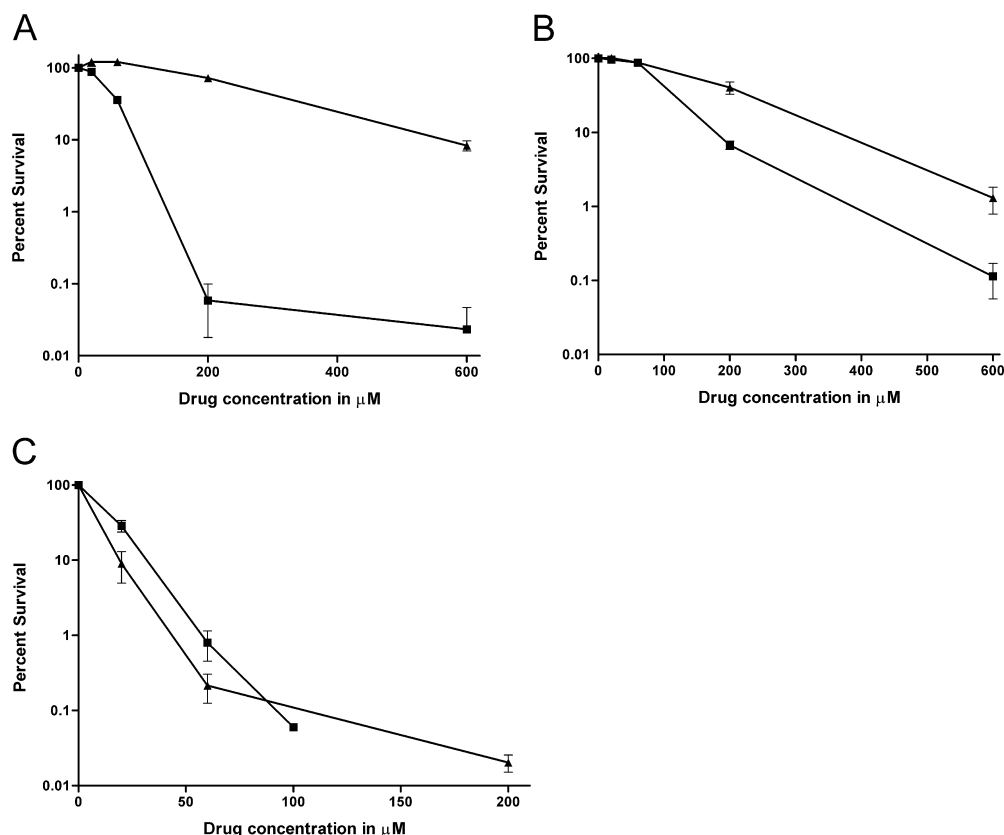 A
Percent Survival
100
10
1
0.1
0.01
0 200 400 600
Drug concentration in μM
B
Percent Survival
100
10
1
0.1
0.01
0 100 200 300 400 500 600
Drug concentration in μM
C
Percent Survival
100
10
1
0.1
0.01
0 50 100 150 200
Drug concentration in μM